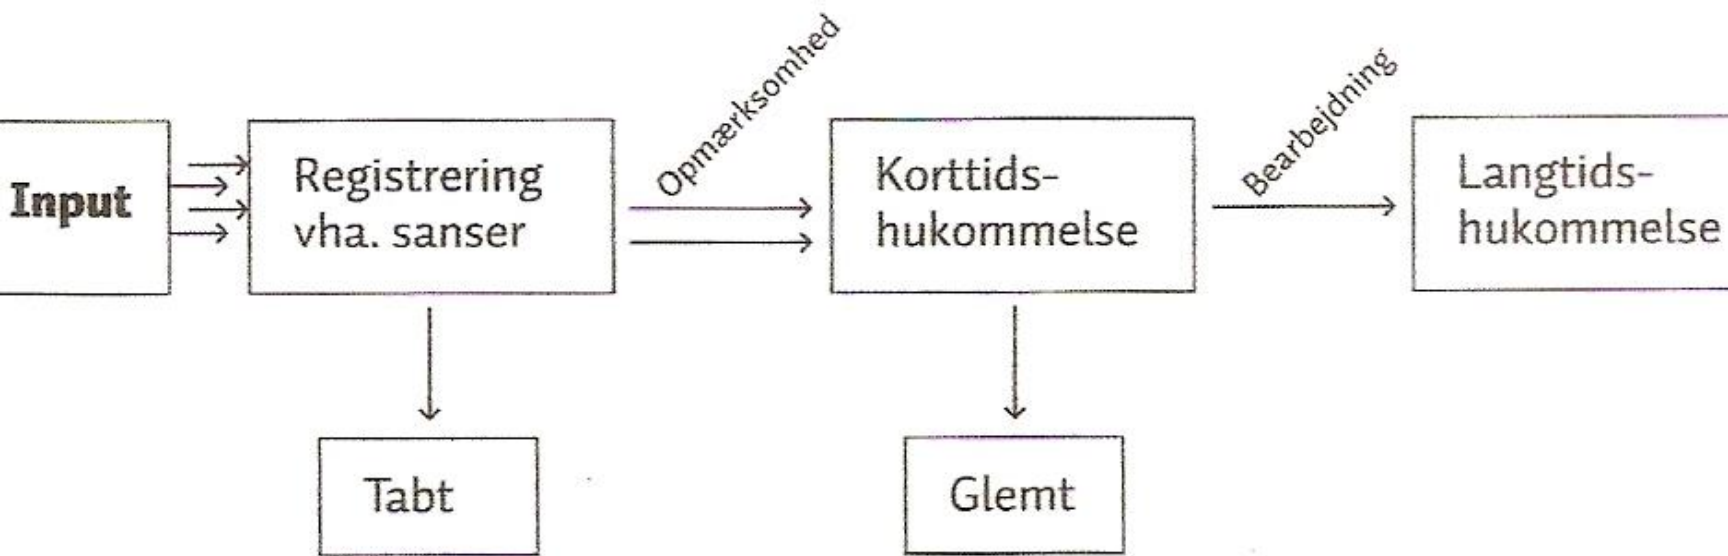 Input
Registrering
vha. sanser
Opmærksomhed
Korttids-
hukommelse
Bearbejdning
Langtids-
hukommelse
Tabt
Glemt